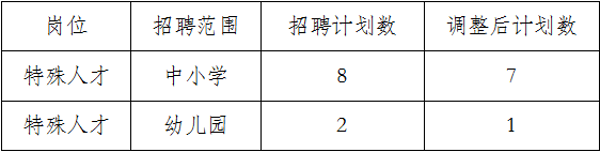 岗位 招聘范围 招聘计划数 调整后计划数
特殊人才 中小学 8 7
特殊人才 幼儿园 2 1